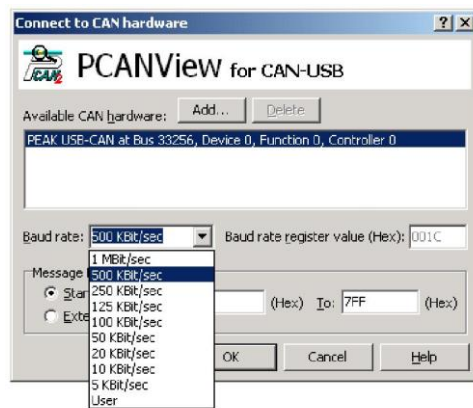 Connect to CAN hardware
PCAN2
PCANView for CAN-USB
Available CAN hardware: Add... Delete
PEAK USB-CAN at Bus 33256, Device 0, Function 0, Controller 0
Baud rate: 500 KBit/sec Baud rate register value (Hex): 001C
1 MBit/sec
500 KBit/sec
250 KBit/sec
125 KBit/sec
100 KBit/sec
50 KBit/sec
20 KBit/sec
10 KBit/sec
5 KBit/sec
User
Message
(Hex) To: 7FF (Hex)
OK Cancel Help